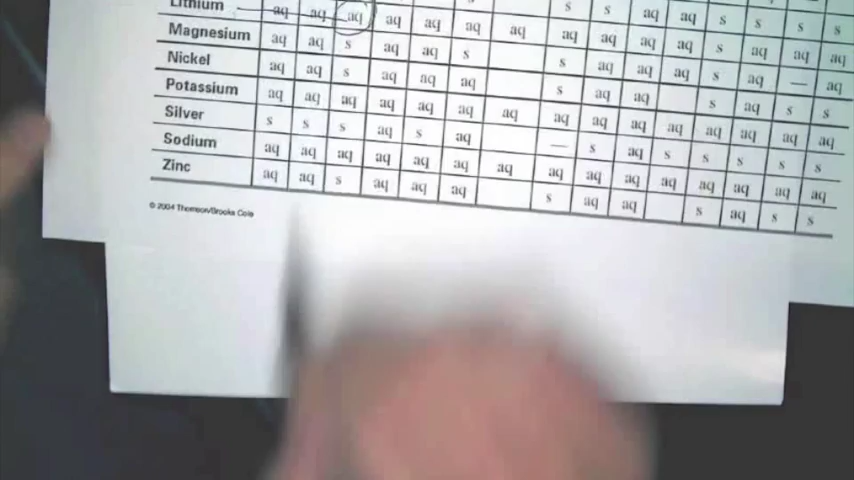 s s aq aq s s s s
Lithium aq aq aq aq aq aq aq aq aq aq aq s aq aq aq
Magnesium aq aq s aq aq s s aq aq aq s aq — aq
Nickel aq aq s aq aq aq s aq aq s aq s s
Potassium aq aq aq aq aq aq aq aq aq aq aq aq aq aq aq
Silver s s s aq s aq — s aq s s s s s
Sodium aq aq aq aq aq aq aq aq aq aq aq aq aq aq aq
Zinc aq aq s aq aq aq s aq aq s aq s s
© 2004 Thomson/Brooks Cole